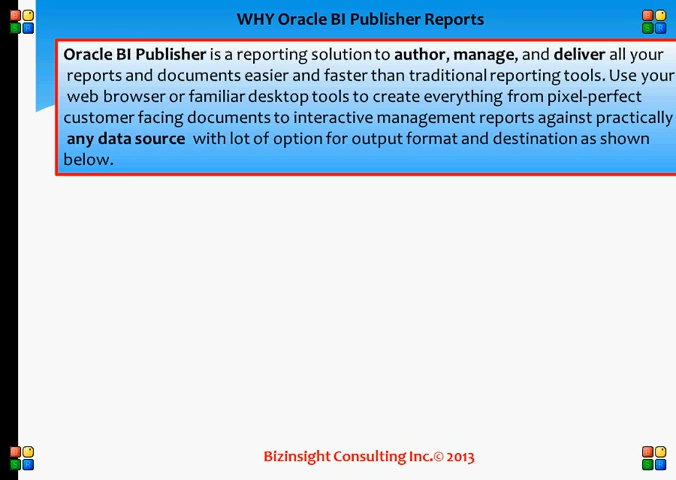 WHY Oracle BI Publisher Reports
Oracle BI Publisher is a reporting solution to author, manage, and deliver all your
reports and documents easier and faster than traditional reporting tools. Use your
web browser or familiar desktop tools to create everything from pixel-perfect
customer facing documents to interactive management reports against practically
any data source with lot of option for output format and destination as shown
below.
Bizinsight Consulting Inc.© 2013